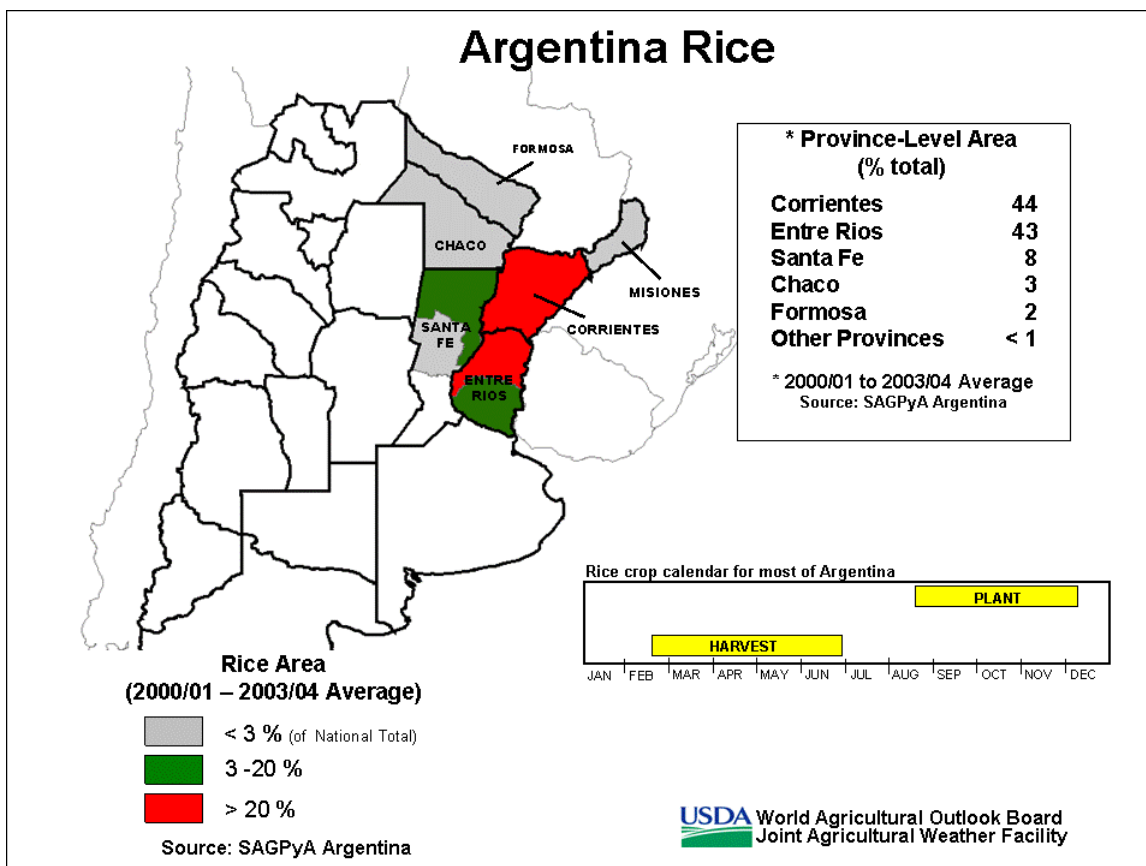 Argentina Rice
FORMOSA
CHACO
MISIONES
SANTA
FE
CORRIENTES
ENTRE
RIOS
* Province-Level Area
(% total)
Corrientes 44
Entre Rios 43
Santa Fe 8
Chaco 3
Formosa 2
Other Provinces < 1
* 2000/01 to 2003/04 Average
Source: SAGPyA Argentina
Rice crop calendar for most of Argentina
PLANT
HARVEST
JAN FEB MAR APR MAY JUN JUL AUG SEP OCT NOV DEC
Rice Area
(2000/01 – 2003/04 Average)
< 3 % (of National Total)
3 -20 %
> 20 %
Source: SAGPyA Argentina
USDA World Agricultural Outlook Board
Joint Agricultural Weather Facility